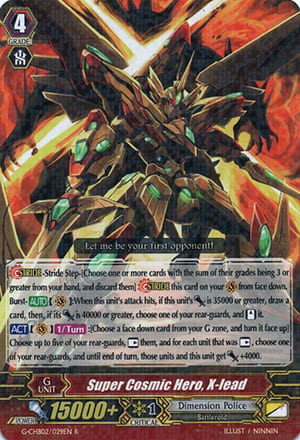 4
GRADE
Let me be your first opponent!
STRIDE-Stride Step-[Choose one or more cards with the sum of their grades being 3 or
greater from your hand, and discard them] STRIDE this card on your from face down.
Burst-AUTO :When this unit's attack hits, if this unit's is 35000 or greater, draw
a card, then, if his is 40000 or greater, choose one of your rear-guards, and it.
ACT 1/Turn :[Choose a face down card from your G zone, and turn it face up]
Choose up to five of your rear-guards, them, and for each unit that was, choose one
of your rear-guards, and until end of turn, those units and this unit get +4000.
G
UNIT
Super Cosmic Hero, X-lead
POWER
15000+
1
CRITICAL
Dimension Police
Battleroid
G-CHB02/029EN R
ILLUST / NINNIN